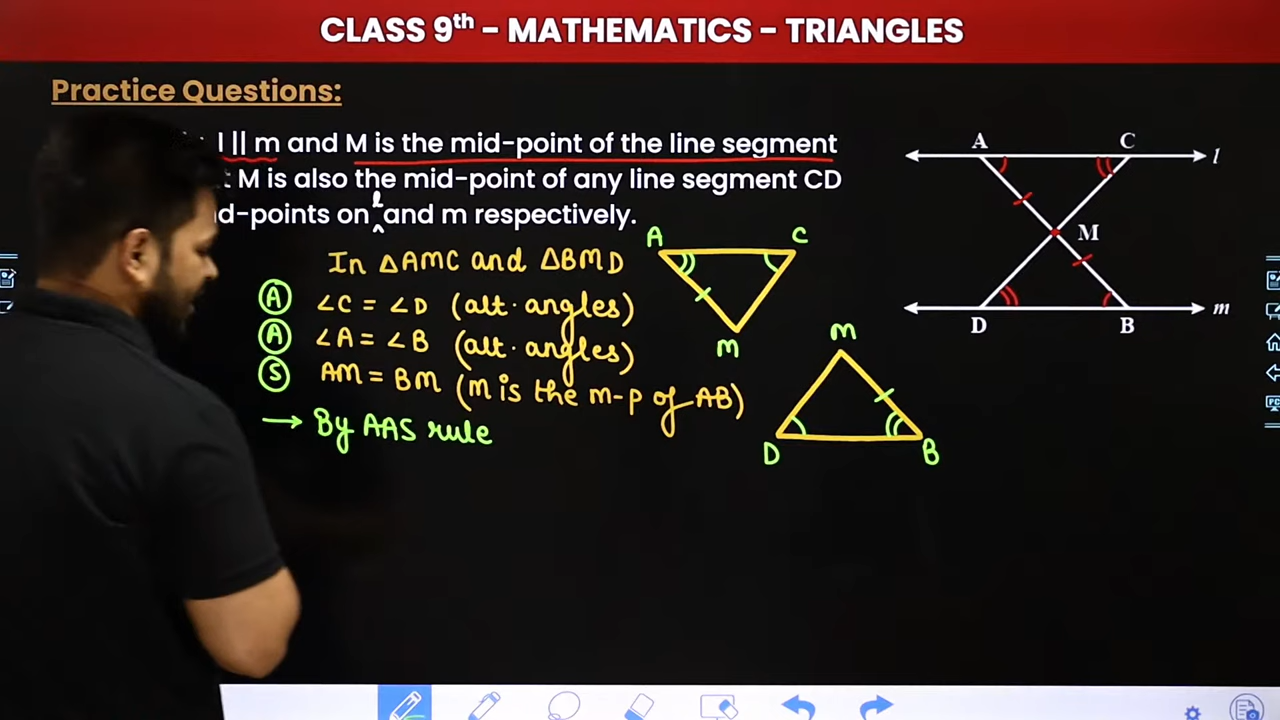 CLASS 9th - MATHEMATICS - TRIANGLES
Practice Questions:
l || m and M is the mid-point of the line segment
M is also the mid-point of any line segment CD
d-points on l and m respectively.
In △AMC and △BMD
A ∠C = ∠D (alt. angles)
A ∠A = ∠B (alt. angles)
S AM = BM (M is the m-p of AB)
→ By AAS rule
A C
M
M
D B
A C l
M
D B m